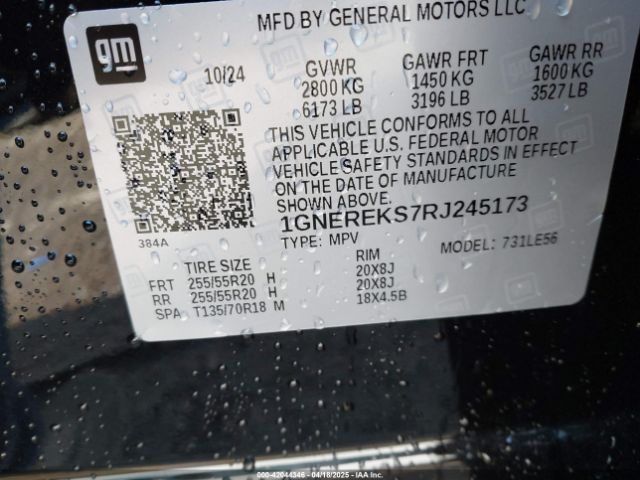 MFD BY GENERAL MOTORS LLC
gm
10/24 GVWR GAWR FRT GAWR RR
2800 KG 1450 KG 1600 KG
6173 LB 3196 LB 3527 LB
THIS VEHICLE CONFORMS TO ALL
APPLICABLE U.S. FEDERAL MOTOR
VEHICLE SAFETY STANDARDS IN EFFECT
ON THE DATE OF MANUFACTURE
SHOWN ABOVE.
1GNEREKS7RJ245173
384A TYPE: MPV MODEL: 731LE56
TIRE SIZE RIM
FRT 255/55R20 H 20X8J
RR 255/55R20 H 20X8J
SPA T135/70R18 M 18X4.5B
000-42044346 04/18/2025 - IAA Inc.